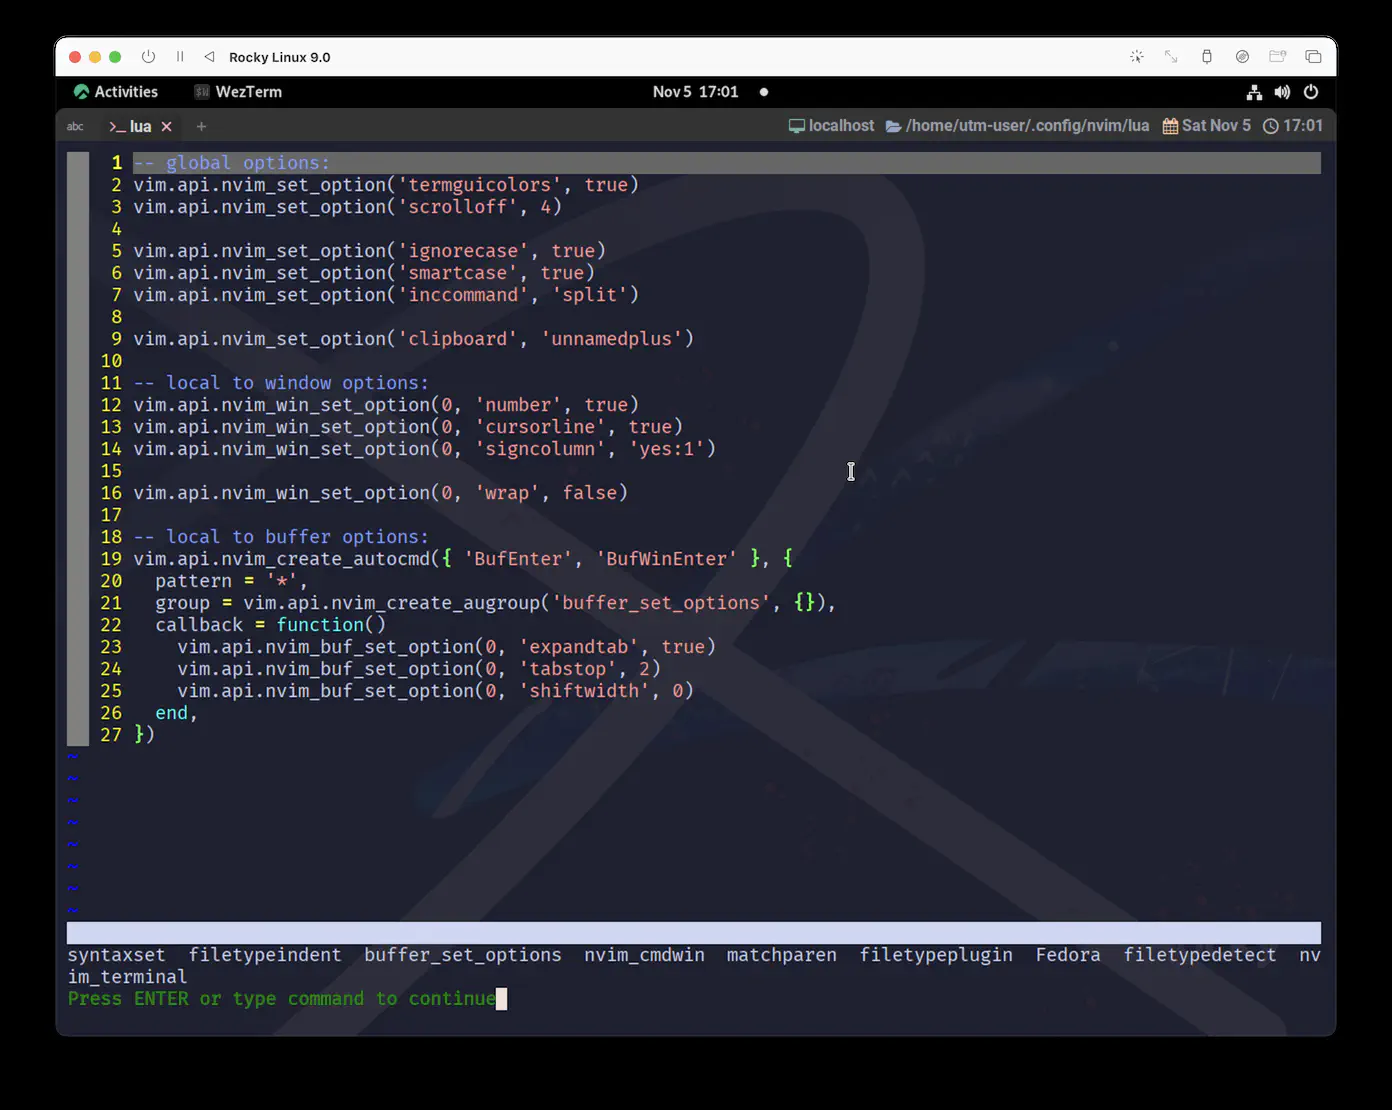 Rocky Linux 9.0
Activities WezTerm Nov 5 17:01
abc >_ lua × + localhost /home/utm-user/.config/nvim/lua Sat Nov 5 17:01
1 -- global options:
2 vim.api.nvim_set_option('termguicolors', true)
3 vim.api.nvim_set_option('scrolloff', 4)
4
5 vim.api.nvim_set_option('ignorecase', true)
6 vim.api.nvim_set_option('smartcase', true)
7 vim.api.nvim_set_option('inccommand', 'split')
8
9 vim.api.nvim_set_option('clipboard', 'unnamedplus')
10
11 -- local to window options:
12 vim.api.nvim_win_set_option(0, 'number', true)
13 vim.api.nvim_win_set_option(0, 'cursorline', true)
14 vim.api.nvim_win_set_option(0, 'signcolumn', 'yes:1')
15
16 vim.api.nvim_win_set_option(0, 'wrap', false)
17
18 -- local to buffer options:
19 vim.api.nvim_create_autocmd({ 'BufEnter', 'BufWinEnter' }, {
20   pattern = '*',
21   group = vim.api.nvim_create_augroup('buffer_set_options', {}),
22   callback = function()
23     vim.api.nvim_buf_set_option(0, 'expandtab', true)
24     vim.api.nvim_buf_set_option(0, 'tabstop', 2)
25     vim.api.nvim_buf_set_option(0, 'shiftwidth', 0)
26   end,
27 })
~
~
~
~
~
~
~
~
syntaxset  filetypeindent  buffer_set_options  nvim_cmdwin  matchparen  filetypeplugin  Fedora  filetypedetect  nv
im_terminal
Press ENTER or type command to continue